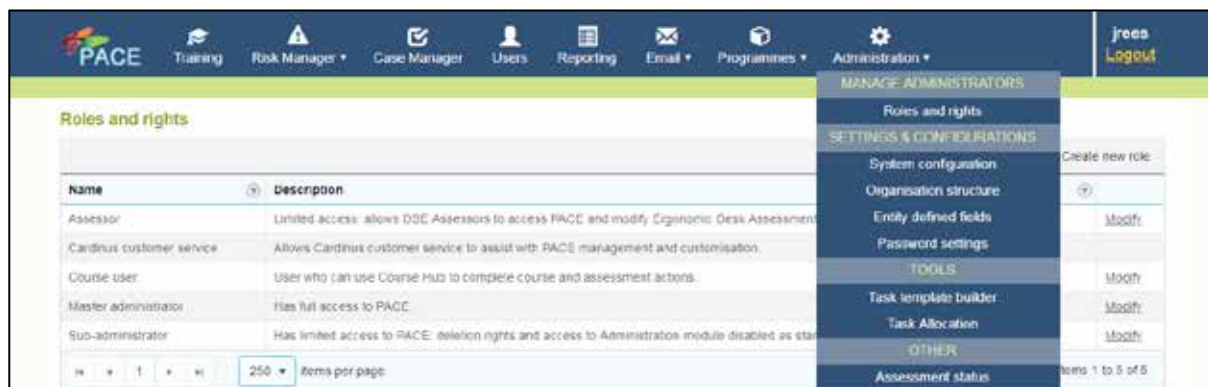 PACE
Training
Risk Manager
Case Manager
Users
Reporting
Email
Programmes
Administration
jrees
Logout
MANAGE ADMINISTRATORS
Roles and rights
SETTINGS & CONFIGURATIONS
System configuration
Organisation structure
Entity defined fields
Password settings
TOOLS
Task template builder
Task Allocation
OTHER
Assessment status
Roles and rights
Create new role
Name Description
Assessor Limited access: allows DSE Assessors to access PACE and modify Ergonomic Desk Assessment Modify
Cardinus customer service Allows Cardinus customer service to assist with PACE management and customisation.
Course user User who can use Course Hub to complete course and assessment actions. Modify
Master administrator Has full access to PACE Modify
Sub-administrator Has limited access to PACE: deletion rights and access to Administration module disabled as Modify
1 250 items per page items 1 to 5 of 5